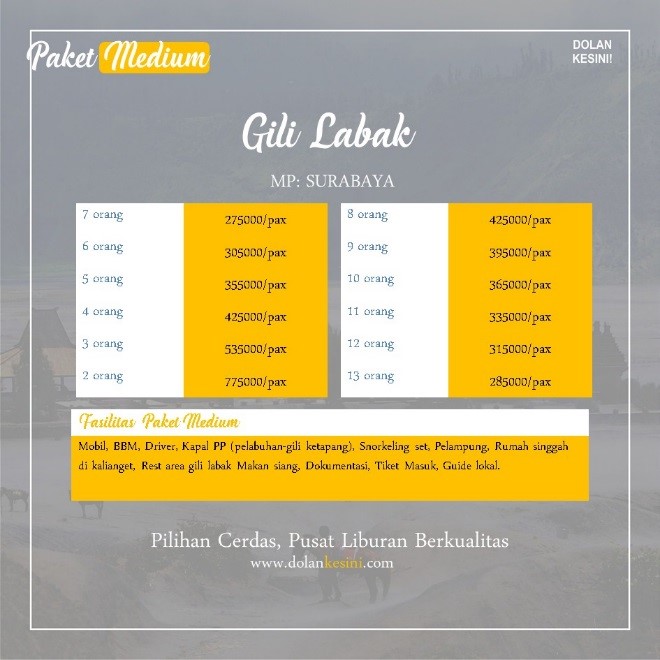 Paket Medium
DOLAN
KESINI!
Gili Labak
MP: SURABAYA
7 orang 275000/pax
6 orang 305000/pax
5 orang 355000/pax
4 orang 425000/pax
3 orang 535000/pax
2 orang 775000/pax
8 orang 425000/pax
9 orang 395000/pax
10 orang 365000/pax
11 orang 335000/pax
12 orang 315000/pax
13 orang 285000/pax
Fasilitas Paket Medium
Mobil, BBM, Driver, Kapal PP (pelabuhan-gili ketapang), Snorkeling set, Pelampung, Rumah singgah
di kalianget, Rest area gili labak Makan siang, Dokumentasi, Tiket Masuk, Guide lokal.
Pilihan Cerdas, Pusat Liburan Berkualitas
www.dolankesini.com